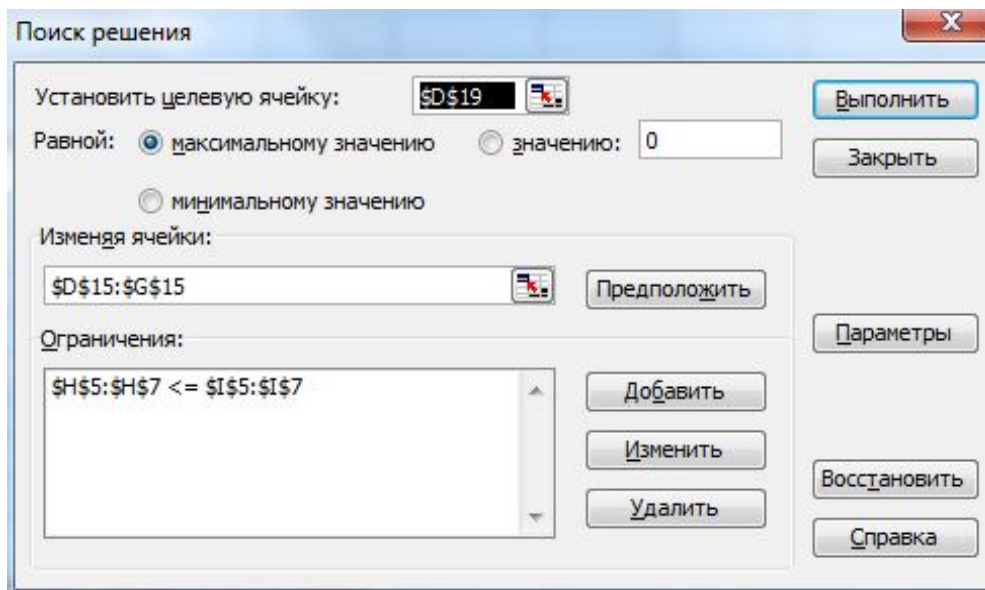 Поиск решения
Установить целевую ячейку: $D$19
Выполнить
Равной: максимальному значению значению: 0
Закрыть
минимальному значению
Изменяя ячейки:
$D$15:$G$15
Предположить
Ограничения:
Параметры
$H$5:$H$7 <= $I$5:$I$7
Добавить
Изменить
Восстановить
Удалить
Справка